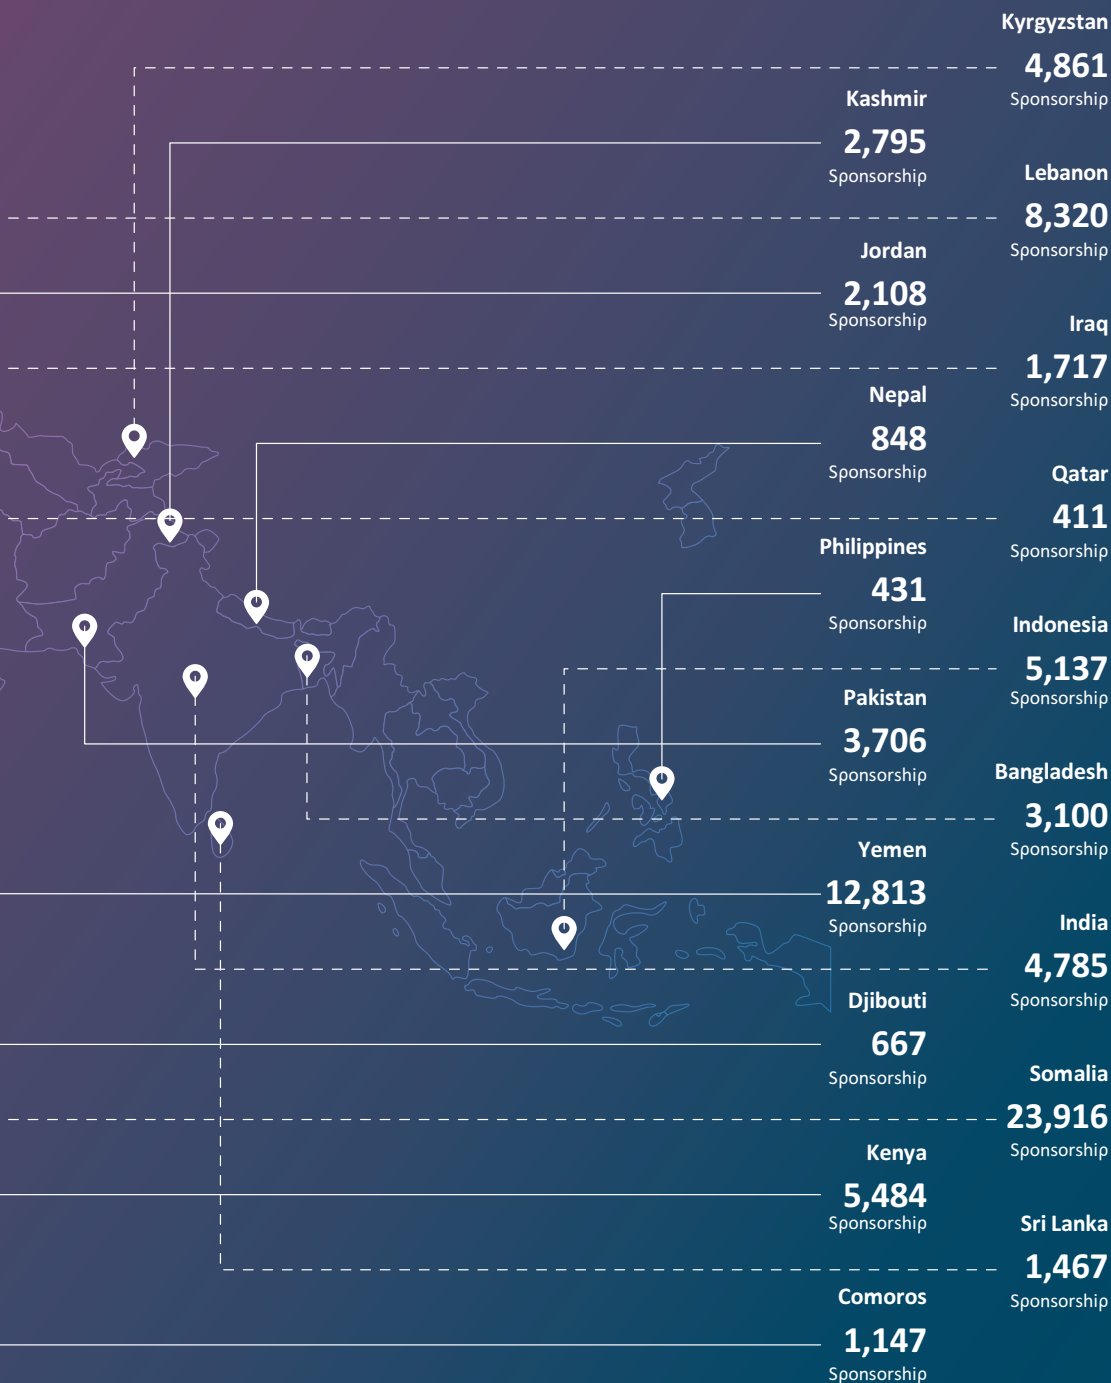 Kyrgyzstan
4,861
Sponsorship
Kashmir
2,795
Sponsorship
Lebanon
8,320
Sponsorship
Jordan
2,108
Sponsorship
Iraq
1,717
Sponsorship
Nepal
848
Sponsorship
Qatar
411
Sponsorship
Philippines
431
Sponsorship
Indonesia
5,137
Sponsorship
Pakistan
3,706
Sponsorship
Bangladesh
3,100
Sponsorship
Yemen
12,813
Sponsorship
India
4,785
Sponsorship
Djibouti
667
Sponsorship
Somalia
23,916
Sponsorship
Kenya
5,484
Sponsorship
Sri Lanka
1,467
Sponsorship
Comoros
1,147
Sponsorship